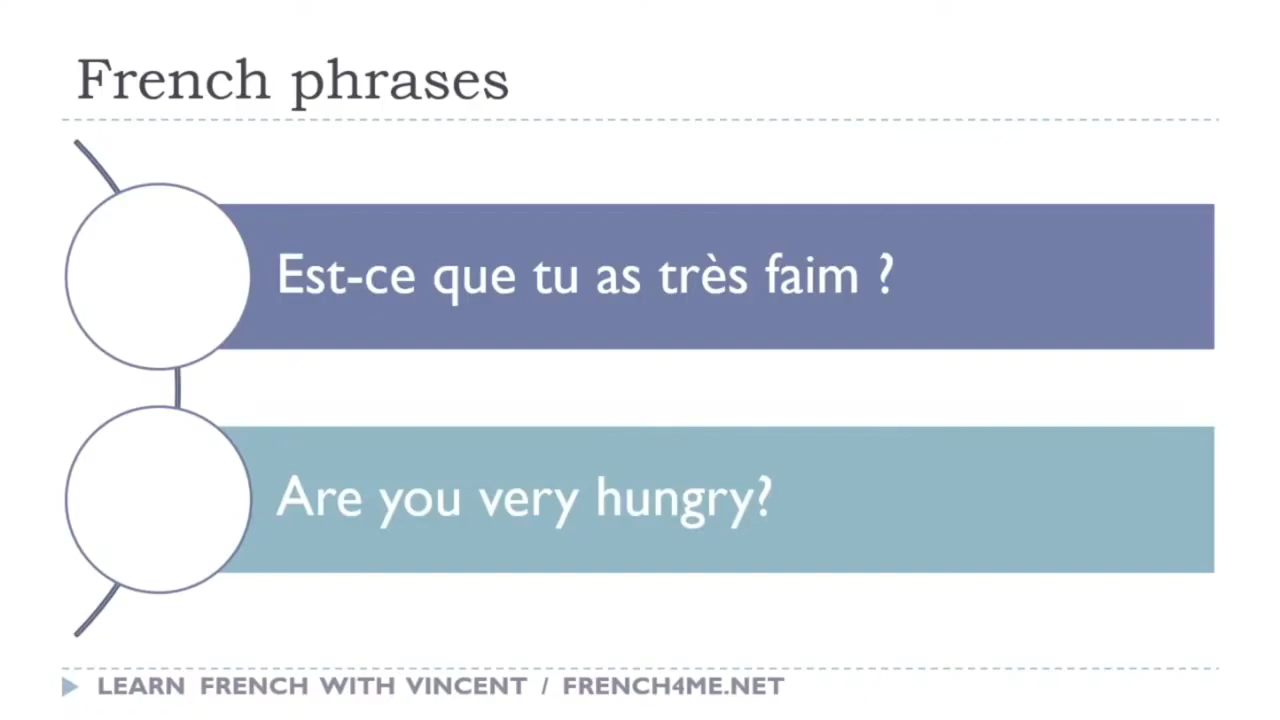 French phrases
Est-ce que tu as très faim ?
Are you very hungry?
LEARN FRENCH WITH VINCENT / FRENCH4ME.NET